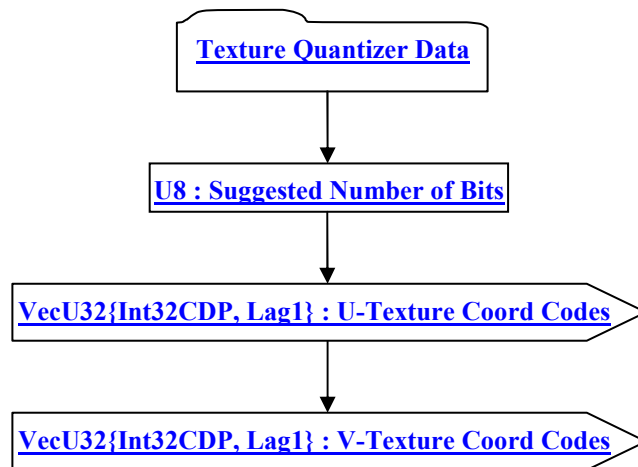 Texture Quantizer Data
U8 : Suggested Number of Bits
VecU32{Int32CDP, Lag1} : U-Texture Coord Codes
VecU32{Int32CDP, Lag1} : V-Texture Coord Codes